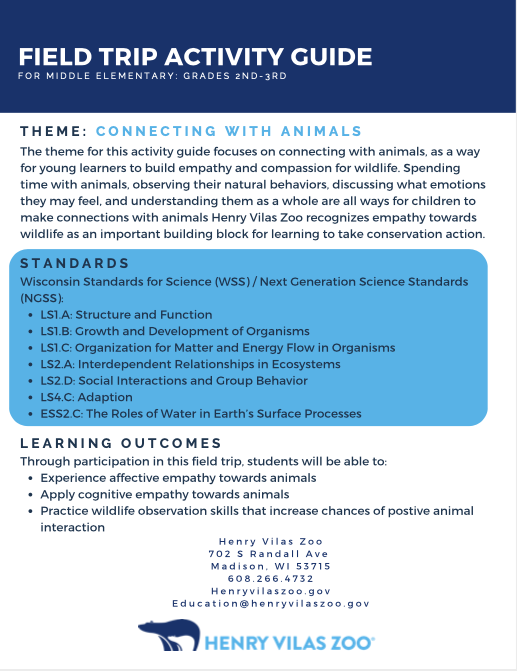 FIELD TRIP ACTIVITY GUIDE
FOR MIDDLE ELEMENTARY: GRADES 2ND-3RD
THEME: CONNECTING WITH ANIMALS
The theme for this activity guide focuses on connecting with animals, as a way
for young learners to build empathy and compassion for wildlife. Spending
time with animals, observing their natural behaviors, discussing what emotions
they may feel, and understanding them as a whole are all ways for children to
make connections with animals Henry Vilas Zoo recognizes empathy towards
wildlife as an important building block for learning to take conservation action.
STANDARDS
Wisconsin Standards for Science (WSS) / Next Generation Science Standards
(NGSS):
• LS1.A: Structure and Function
• LS1.B: Growth and Development of Organisms
• LS1.C: Organization for Matter and Energy Flow in Organisms
• LS2.A: Interdependent Relationships in Ecosystems
• LS2.D: Social Interactions and Group Behavior
• LS4.C: Adaption
• ESS2.C: The Roles of Water in Earth's Surface Processes
LEARNING OUTCOMES
Through participation in this field trip, students will be able to:
• Experience affective empathy towards animals
• Apply cognitive empathy towards animals
• Practice wildlife observation skills that increase chances of postive animal
interaction
Henry Vilas Zoo
702 S Randall Ave
Madison, WI 53715
608.266.4732
Henryvilaszoo.gov
Education@henryvilaszoo.gov
HENRY VILAS ZOO